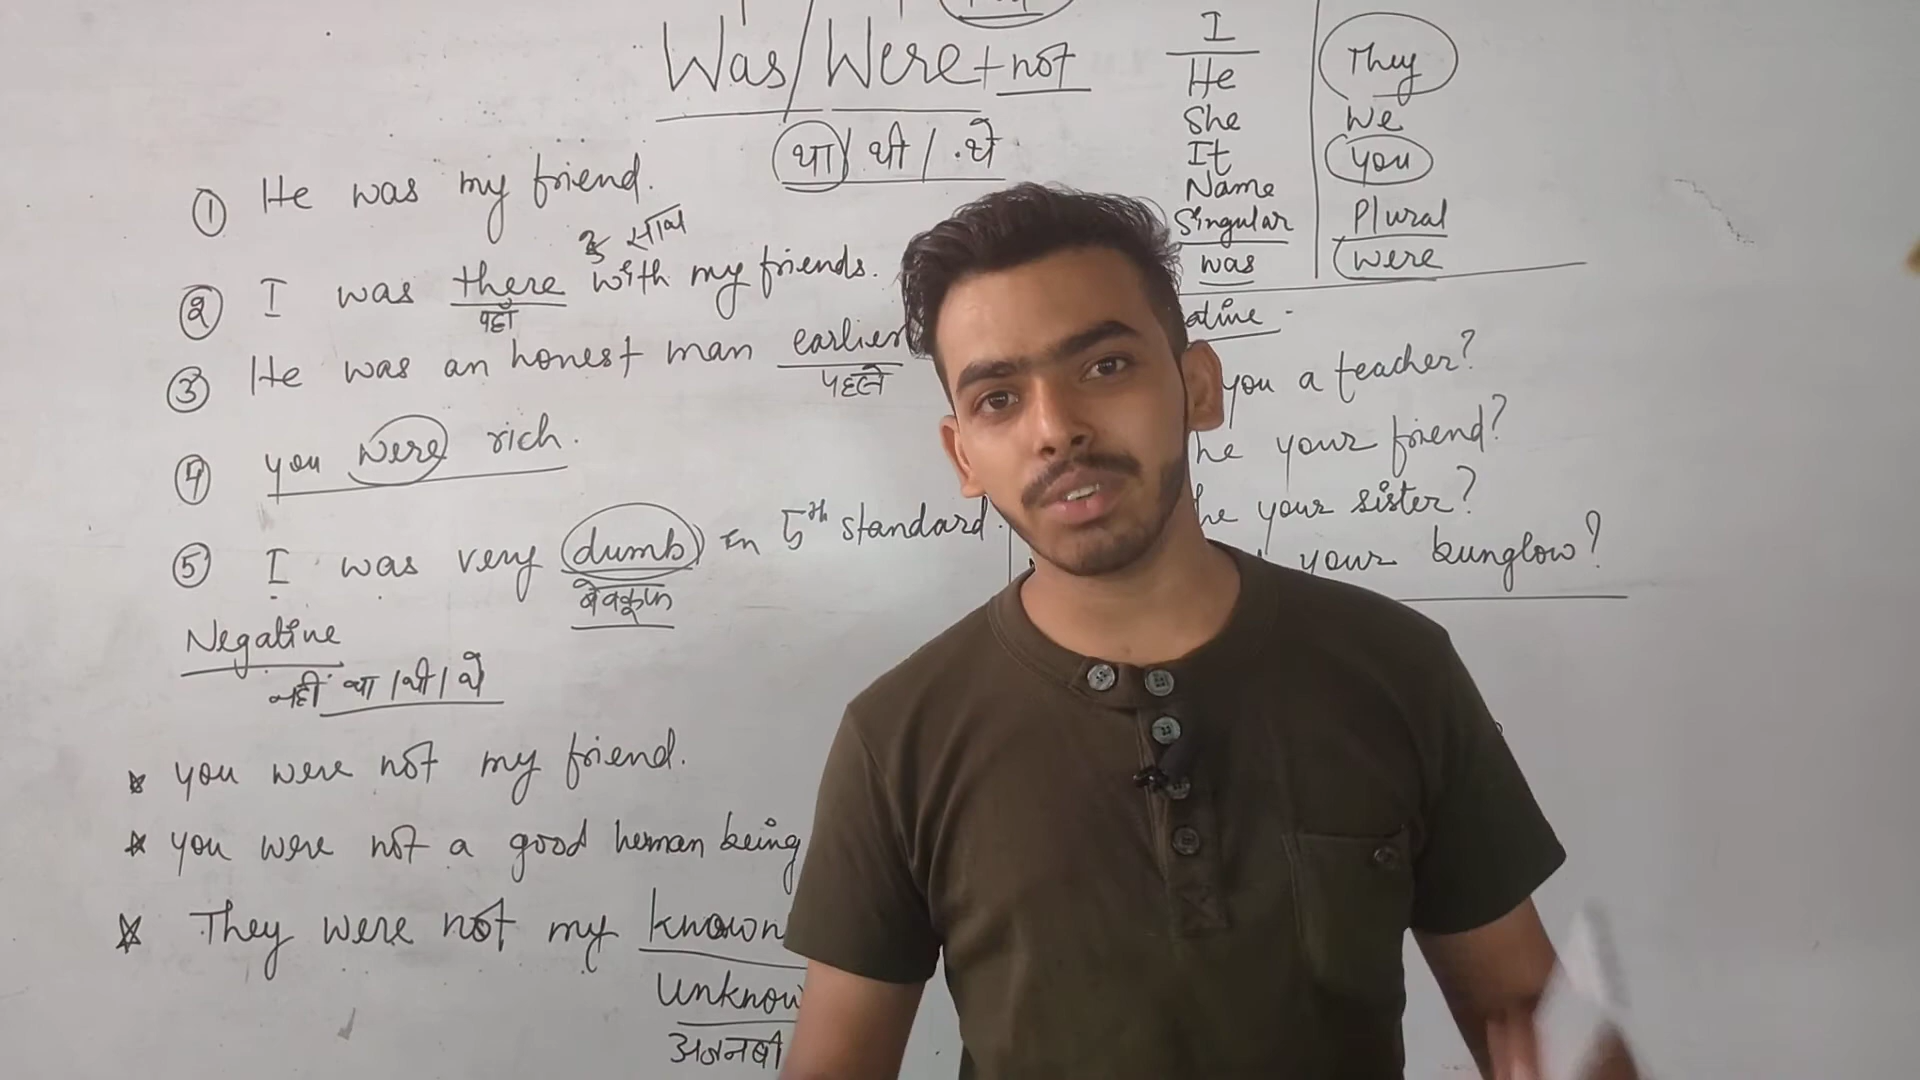 Was/Were+not
था/थी/थे
① He was my friend.
के साथ
② I was there with my friends.
वहाँ
③ He was an honest man earlier
पहले
④ you were rich.
⑤ I was very dumb in 5th standard.
बेवकूफ
Negative
नहीं था/थी/थे
you were not my friend.
you were not a good human being
They were not my known
अजनबी
I
He
She
It
Name
Singular
was
They
We
you
Plural
were
you a teacher?
your friend?
your sister?
your bunglow?